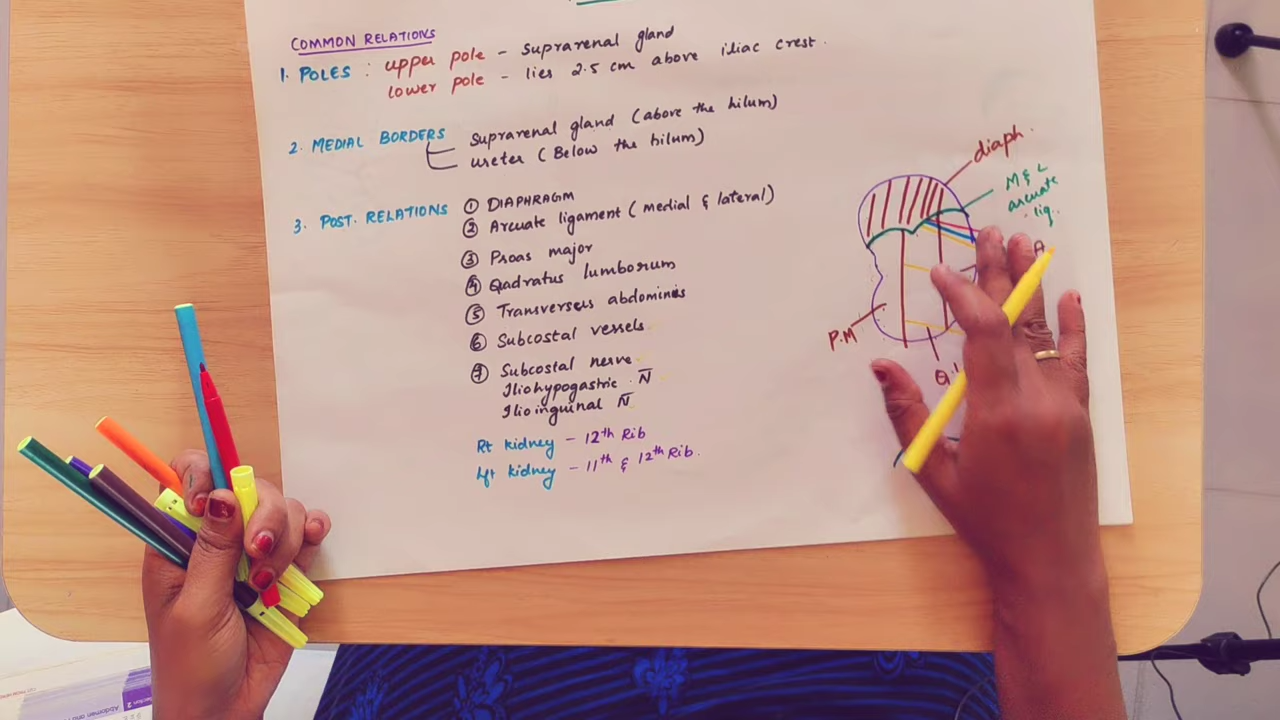 COMMON RELATIONS
1. POLES : upper pole - suprarenal gland
lower pole - lies 2.5 cm above iliac crest.
2. MEDIAL BORDERS suprarenal gland (above the hilum)
ureter (Below the hilum)
3. POST. RELATIONS ① DIAPHRAGM
② Arcuate ligament (medial & lateral)
③ Psoas major
④ Qadratus lumborum
⑤ Transversus abdominis
⑥ Subcostal vessels
⑦ Subcostal nerve
Iliohypogastric N
Ilioinguinal N
Rt kidney - 12th Rib
Lft kidney - 11th & 12th Rib.
diaph.
M & L
arcuate
lig.
P.M
Section 2